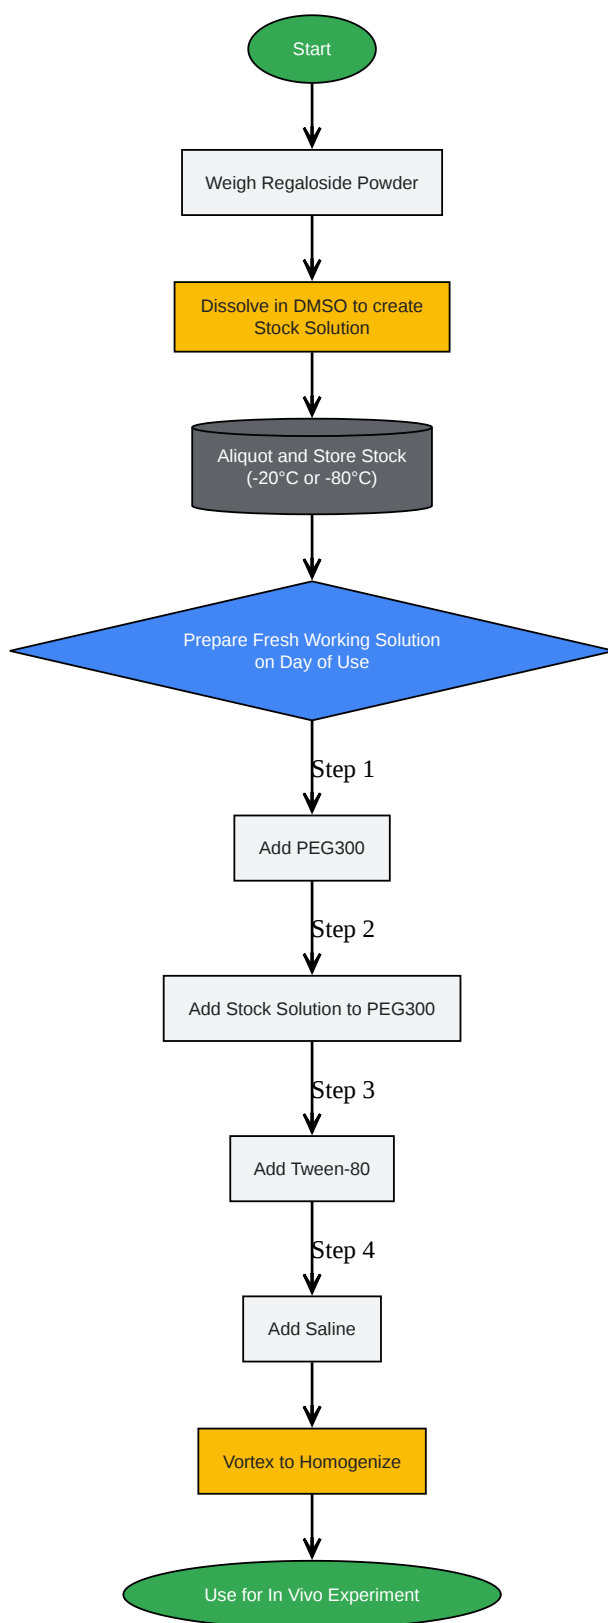 Start
Weigh Regaloside Powder
Dissolve in DMSO to create
Stock Solution
Aliquot and Store Stock
(-20°C or -80°C)
Prepare Fresh Working Solution
on Day of Use
Step 1
Add PEG300
Step 2
Add Stock Solution to PEG300
Step 3
Add Tween-80
Step 4
Add Saline
Vortex to Homogenize
Use for In Vivo Experiment